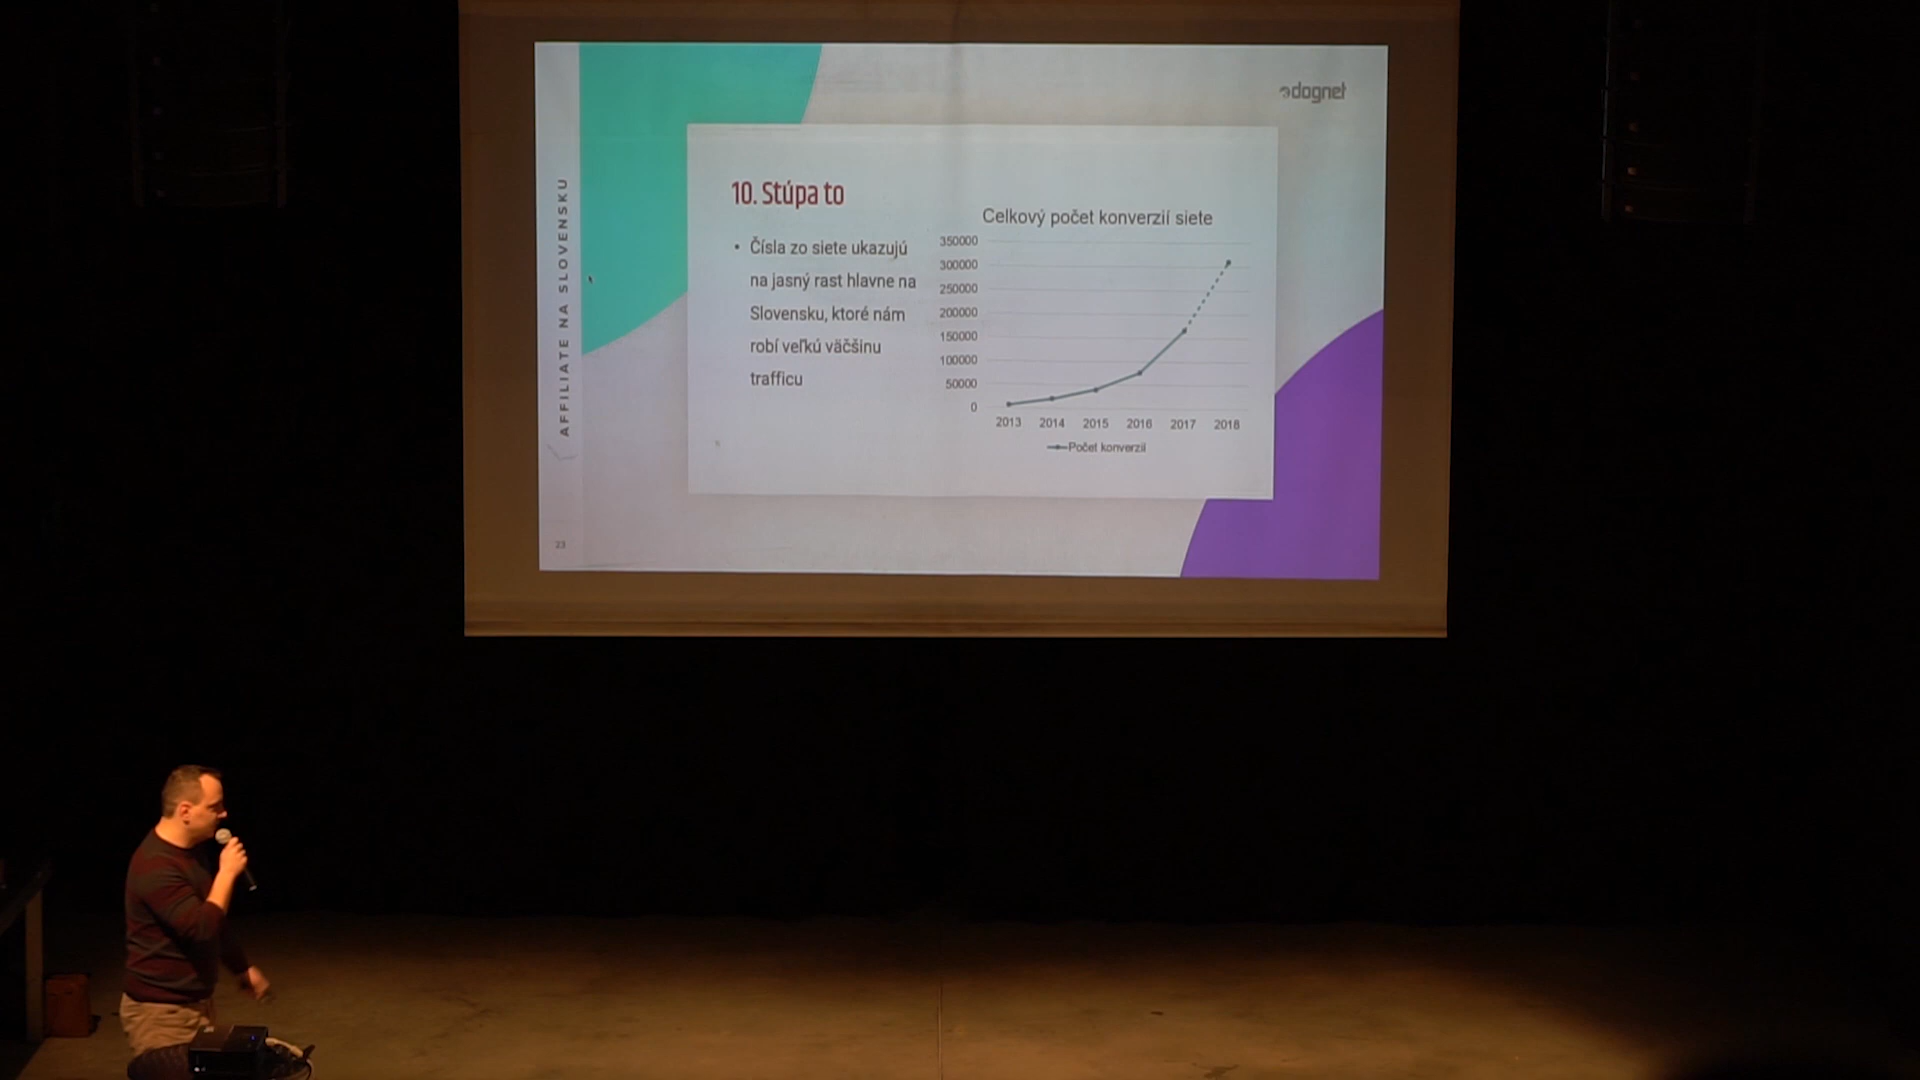 dognet
AFFILIATE NA SLOVENSKU
10. Stúpa to
• Čísla zo siete ukazujú
na jasný rast hlavne na
Slovensku, ktoré nám
robí veľkú väčšinu
trafficu
Celkový počet konverzií siete
350000
300000
250000
200000
150000
100000
50000
0
2013 2014 2015 2016 2017 2018
Počet konverzií
23